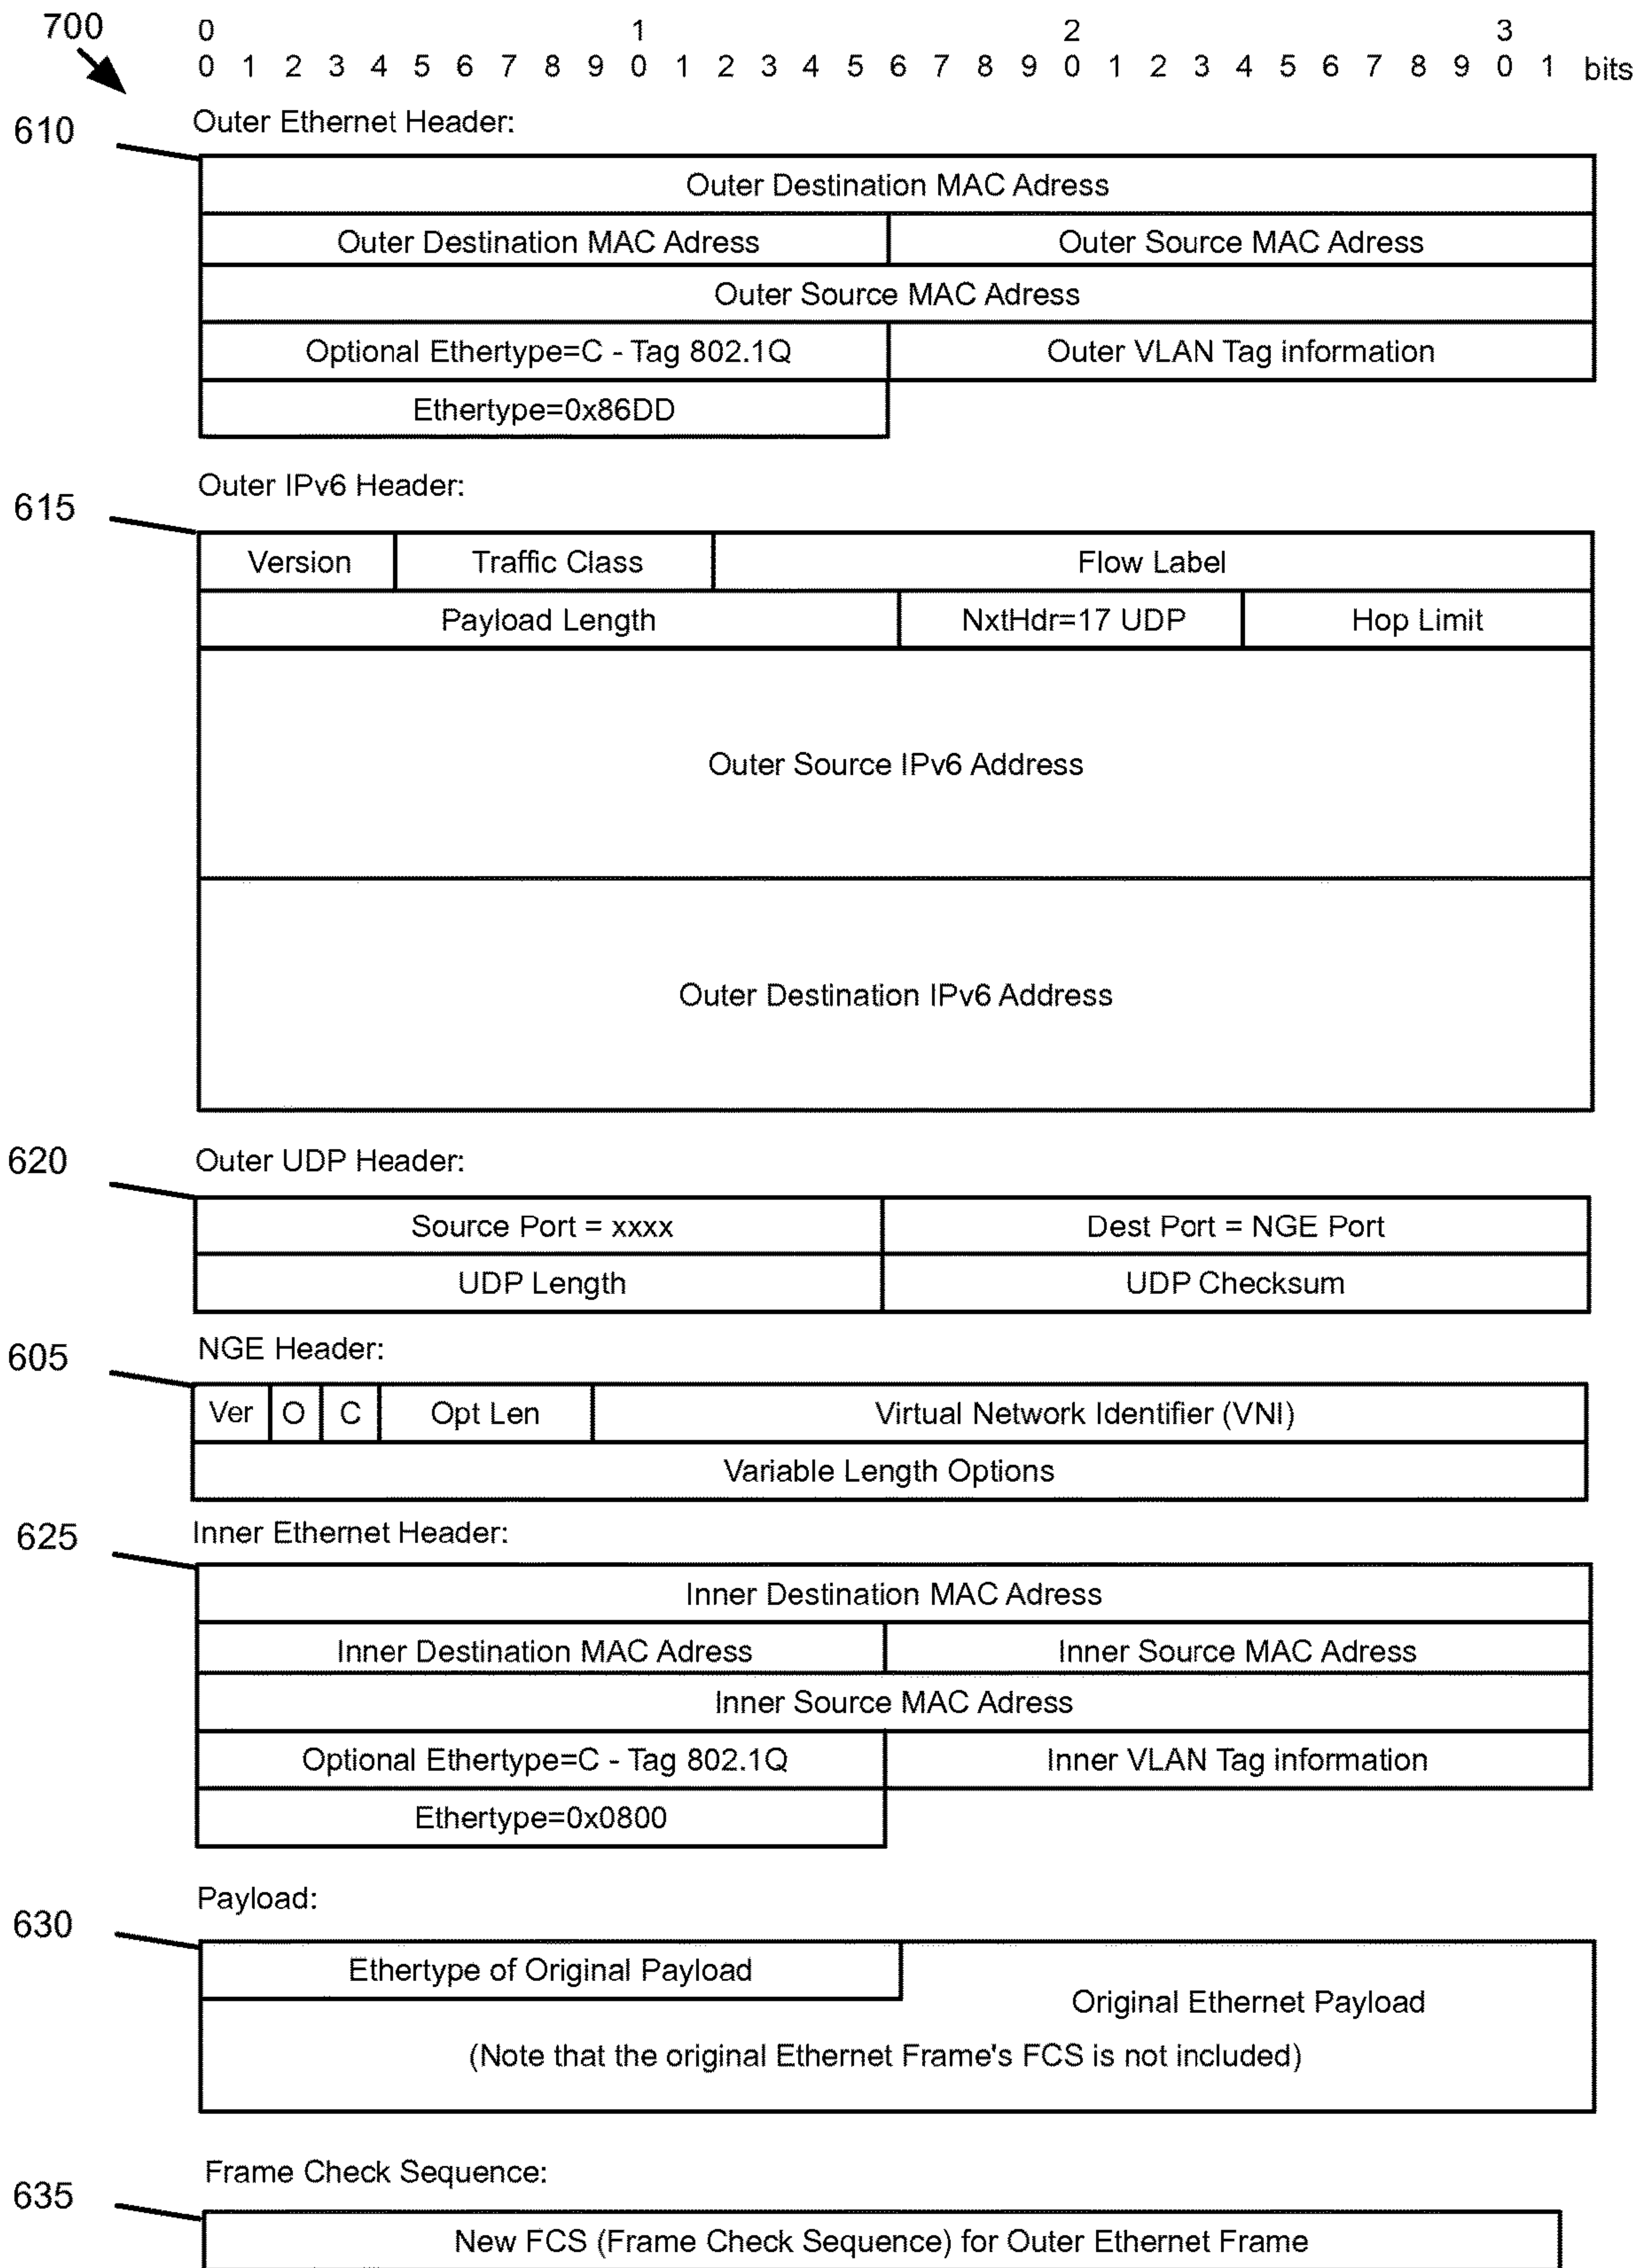 700
0 1 2 3
0 1 2 3 4 5 6 7 8 9 0 1 2 3 4 5 6 7 8 9 0 1 2 3 4 5 6 7 8 9 0 1 bits
610
Outer Ethernet Header:
Outer Destination MAC Adress
Outer Destination MAC Adress Outer Source MAC Adress
Outer Source MAC Adress
Optional Ethertype=C - Tag 802.1Q Outer VLAN Tag information
Ethertype=0x86DD
615
Outer IPv6 Header:
Version Traffic Class Flow Label
Payload Length NxtHdr=17 UDP Hop Limit
Outer Source IPv6 Address
Outer Destination IPv6 Address
620
Outer UDP Header:
Source Port = xxxx Dest Port = NGE Port
UDP Length UDP Checksum
605
NGE Header:
Ver O C Opt Len Virtual Network Identifier (VNI)
Variable Length Options
625
Inner Ethernet Header:
Inner Destination MAC Adress
Inner Destination MAC Adress Inner Source MAC Adress
Inner Source MAC Adress
Optional Ethertype=C - Tag 802.1Q Inner VLAN Tag information
Ethertype=0x0800
630
Payload:
Ethertype of Original Payload
Original Ethernet Payload
(Note that the original Ethernet Frame's FCS is not included)
635
Frame Check Sequence:
New FCS (Frame Check Sequence) for Outer Ethernet Frame